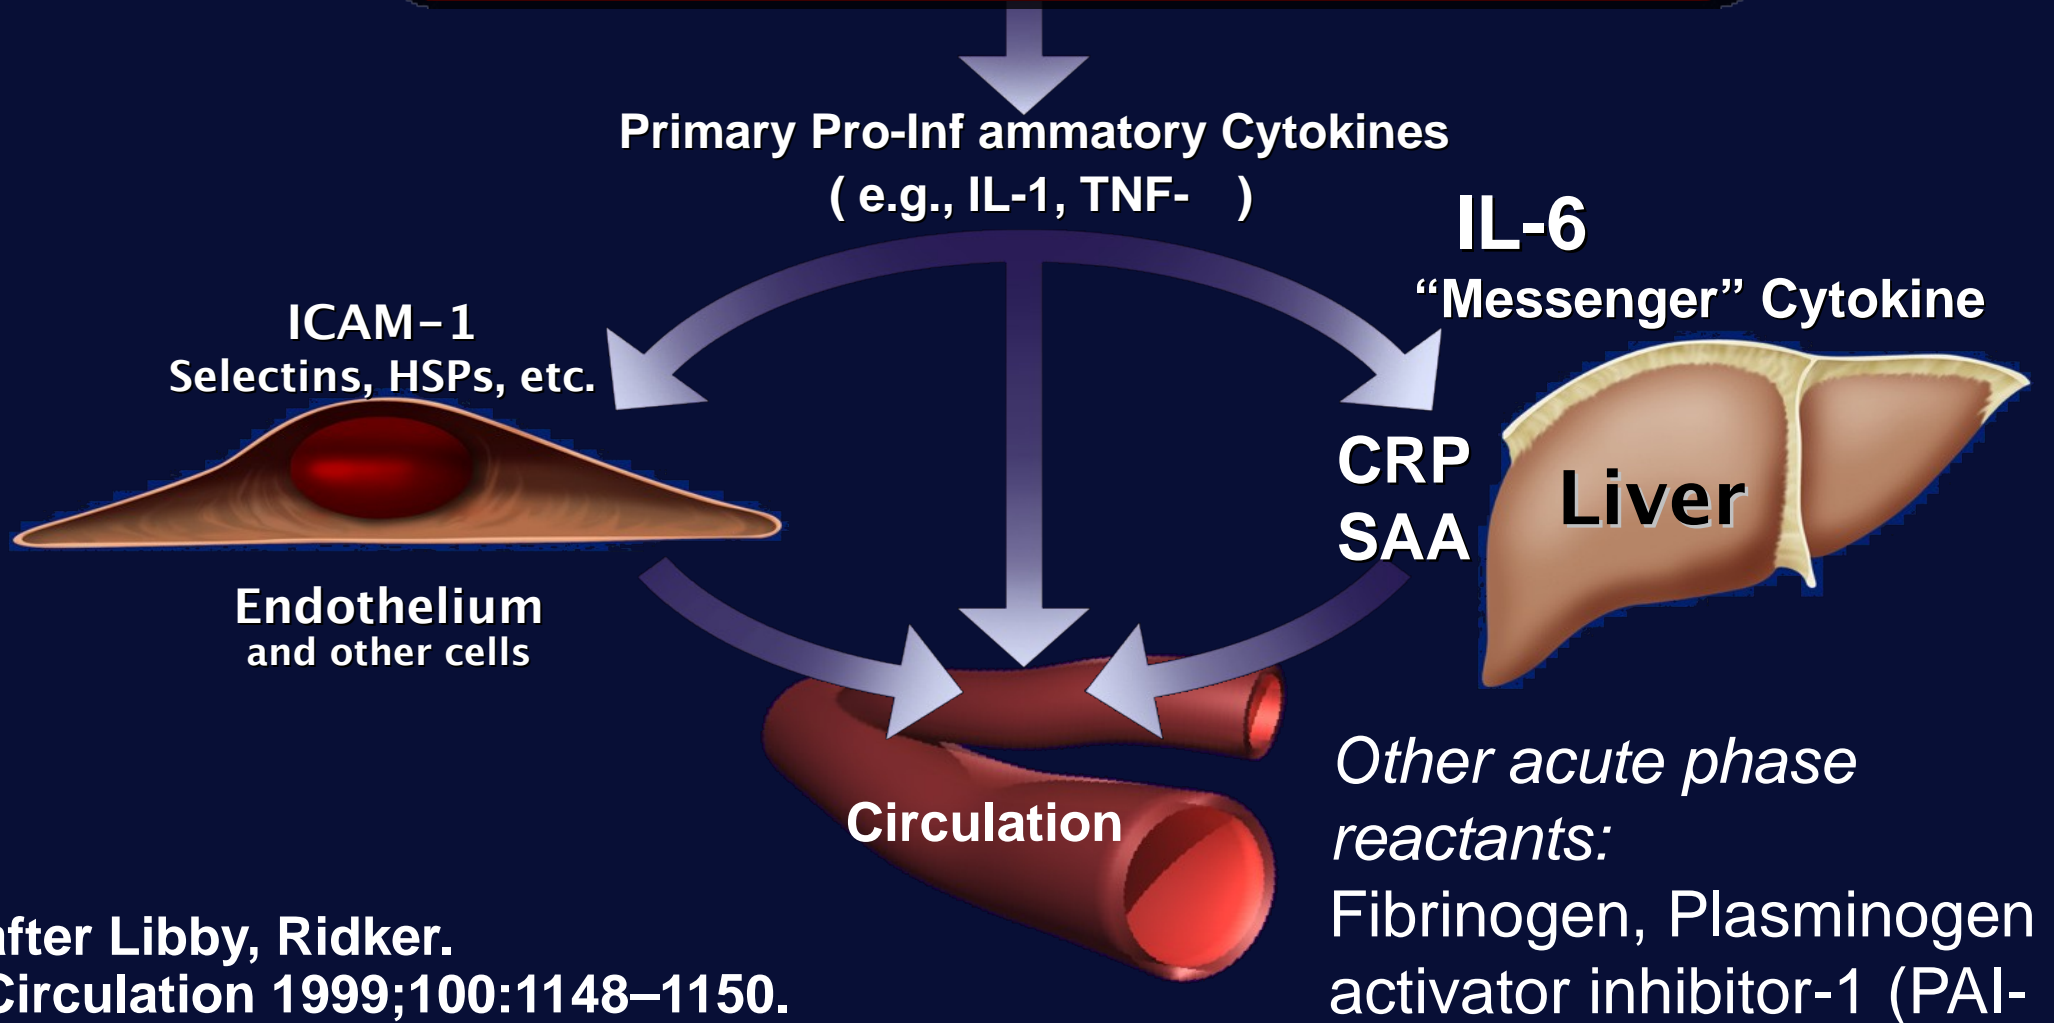 Primary Pro-Inf ammatory Cytokines
( e.g., IL-1, TNF- )
IL-6
“Messenger” Cytokine
ICAM-1
Selectins, HSPs, etc.
CRP
SAA
Liver
Endothelium
and other cells
Circulation
Other acute phase
reactants:
Fibrinogen, Plasminogen
activator inhibitor-1 (PAI-
after Libby, Ridker.
Circulation 1999;100:1148–1150.